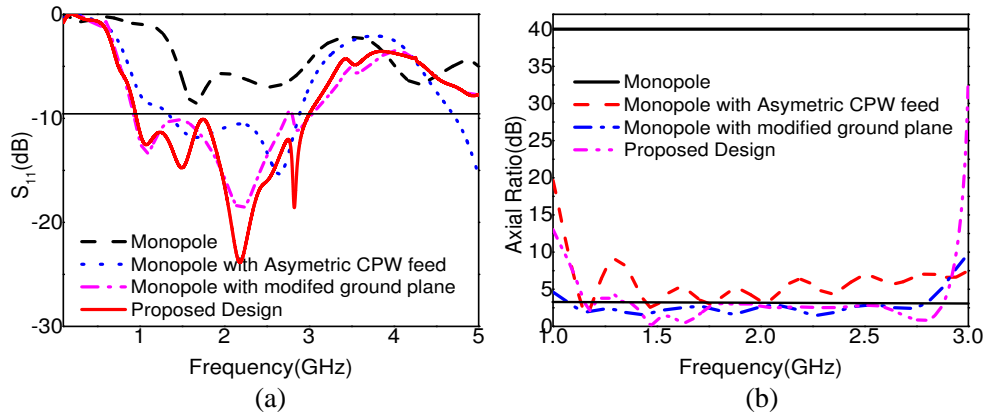 0
-10
-20
-30
S11(dB)
Monopole
Monopole with Asymetric CPW feed
Monopole with modifed ground plane
Proposed Design
1 2 3 4 5
Frequency(GHz)
(a)
40
35
30
25
20
15
10
5
0
Axial Ratio(dB)
Monopole
Monopole with Asymetric CPW feed
Monopole with modified ground plane
Proposed Design
1.0 1.5 2.0 2.5 3.0
Frequency(GHz)
(b)